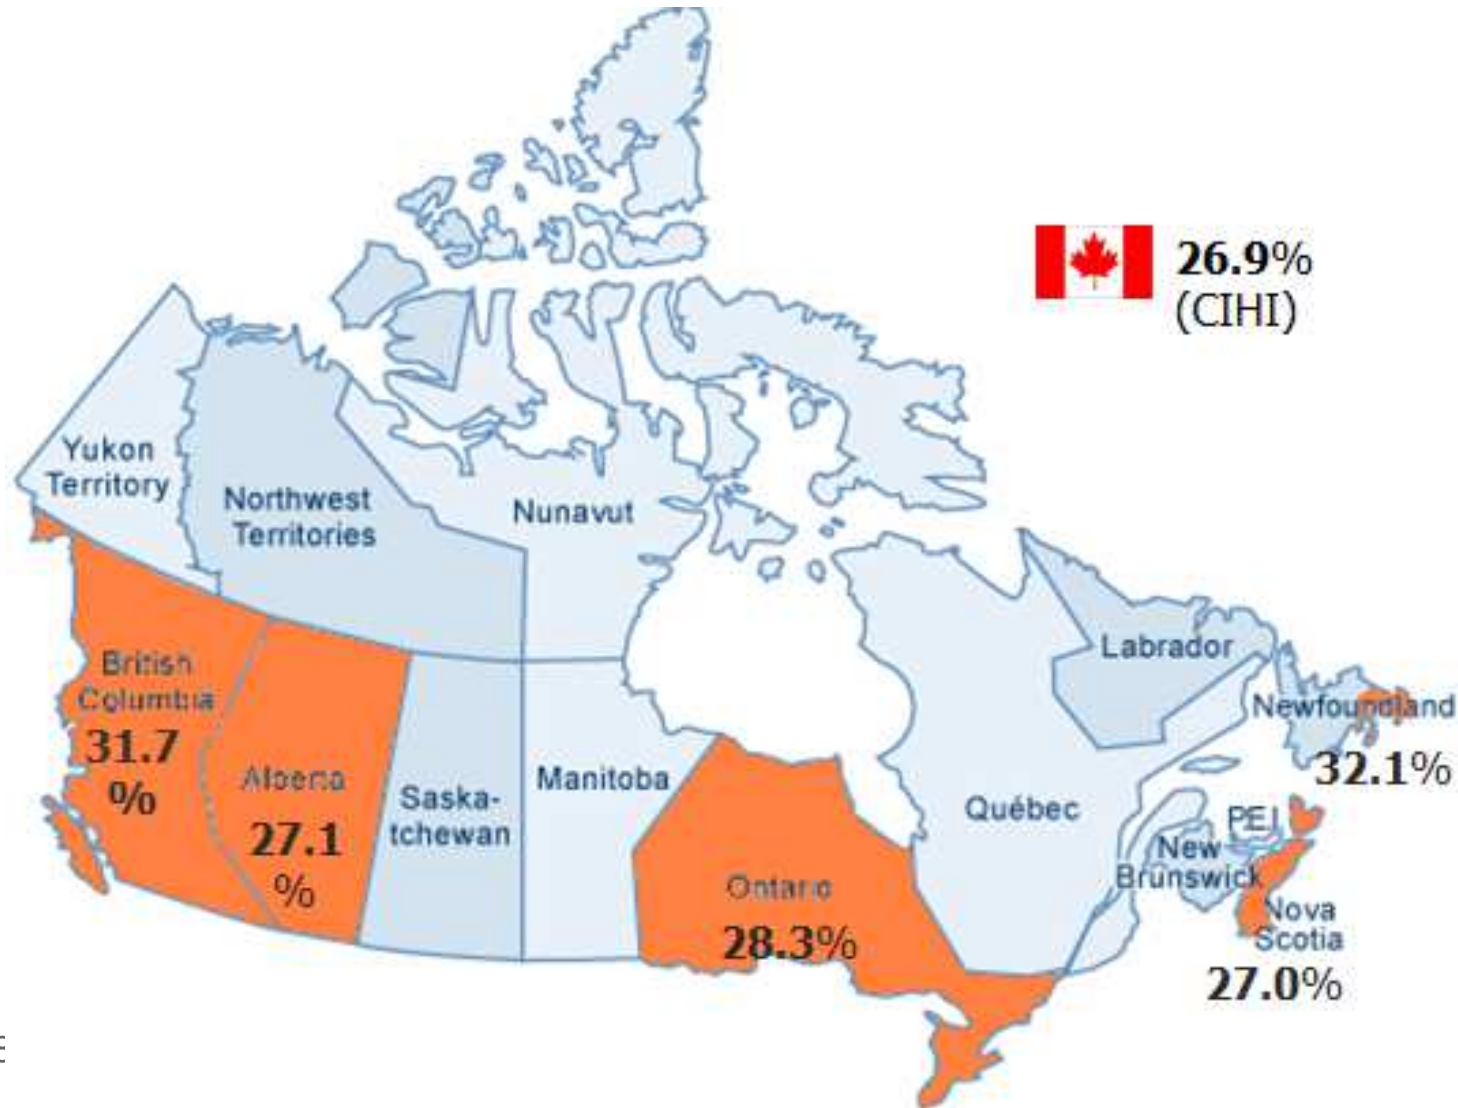 26.9%
(CIHI)
Yukon
Territory
Northwest
Territories
Nunavut
British
Columbia
31.7
%
Alberta
27.1
%
Saska-
tchewan
Manitoba
Ontario
28.3%
Québec
Labrador
Newfoundland
32.1%
PEI
New
Brunswick
Nova
Scotia
27.0%